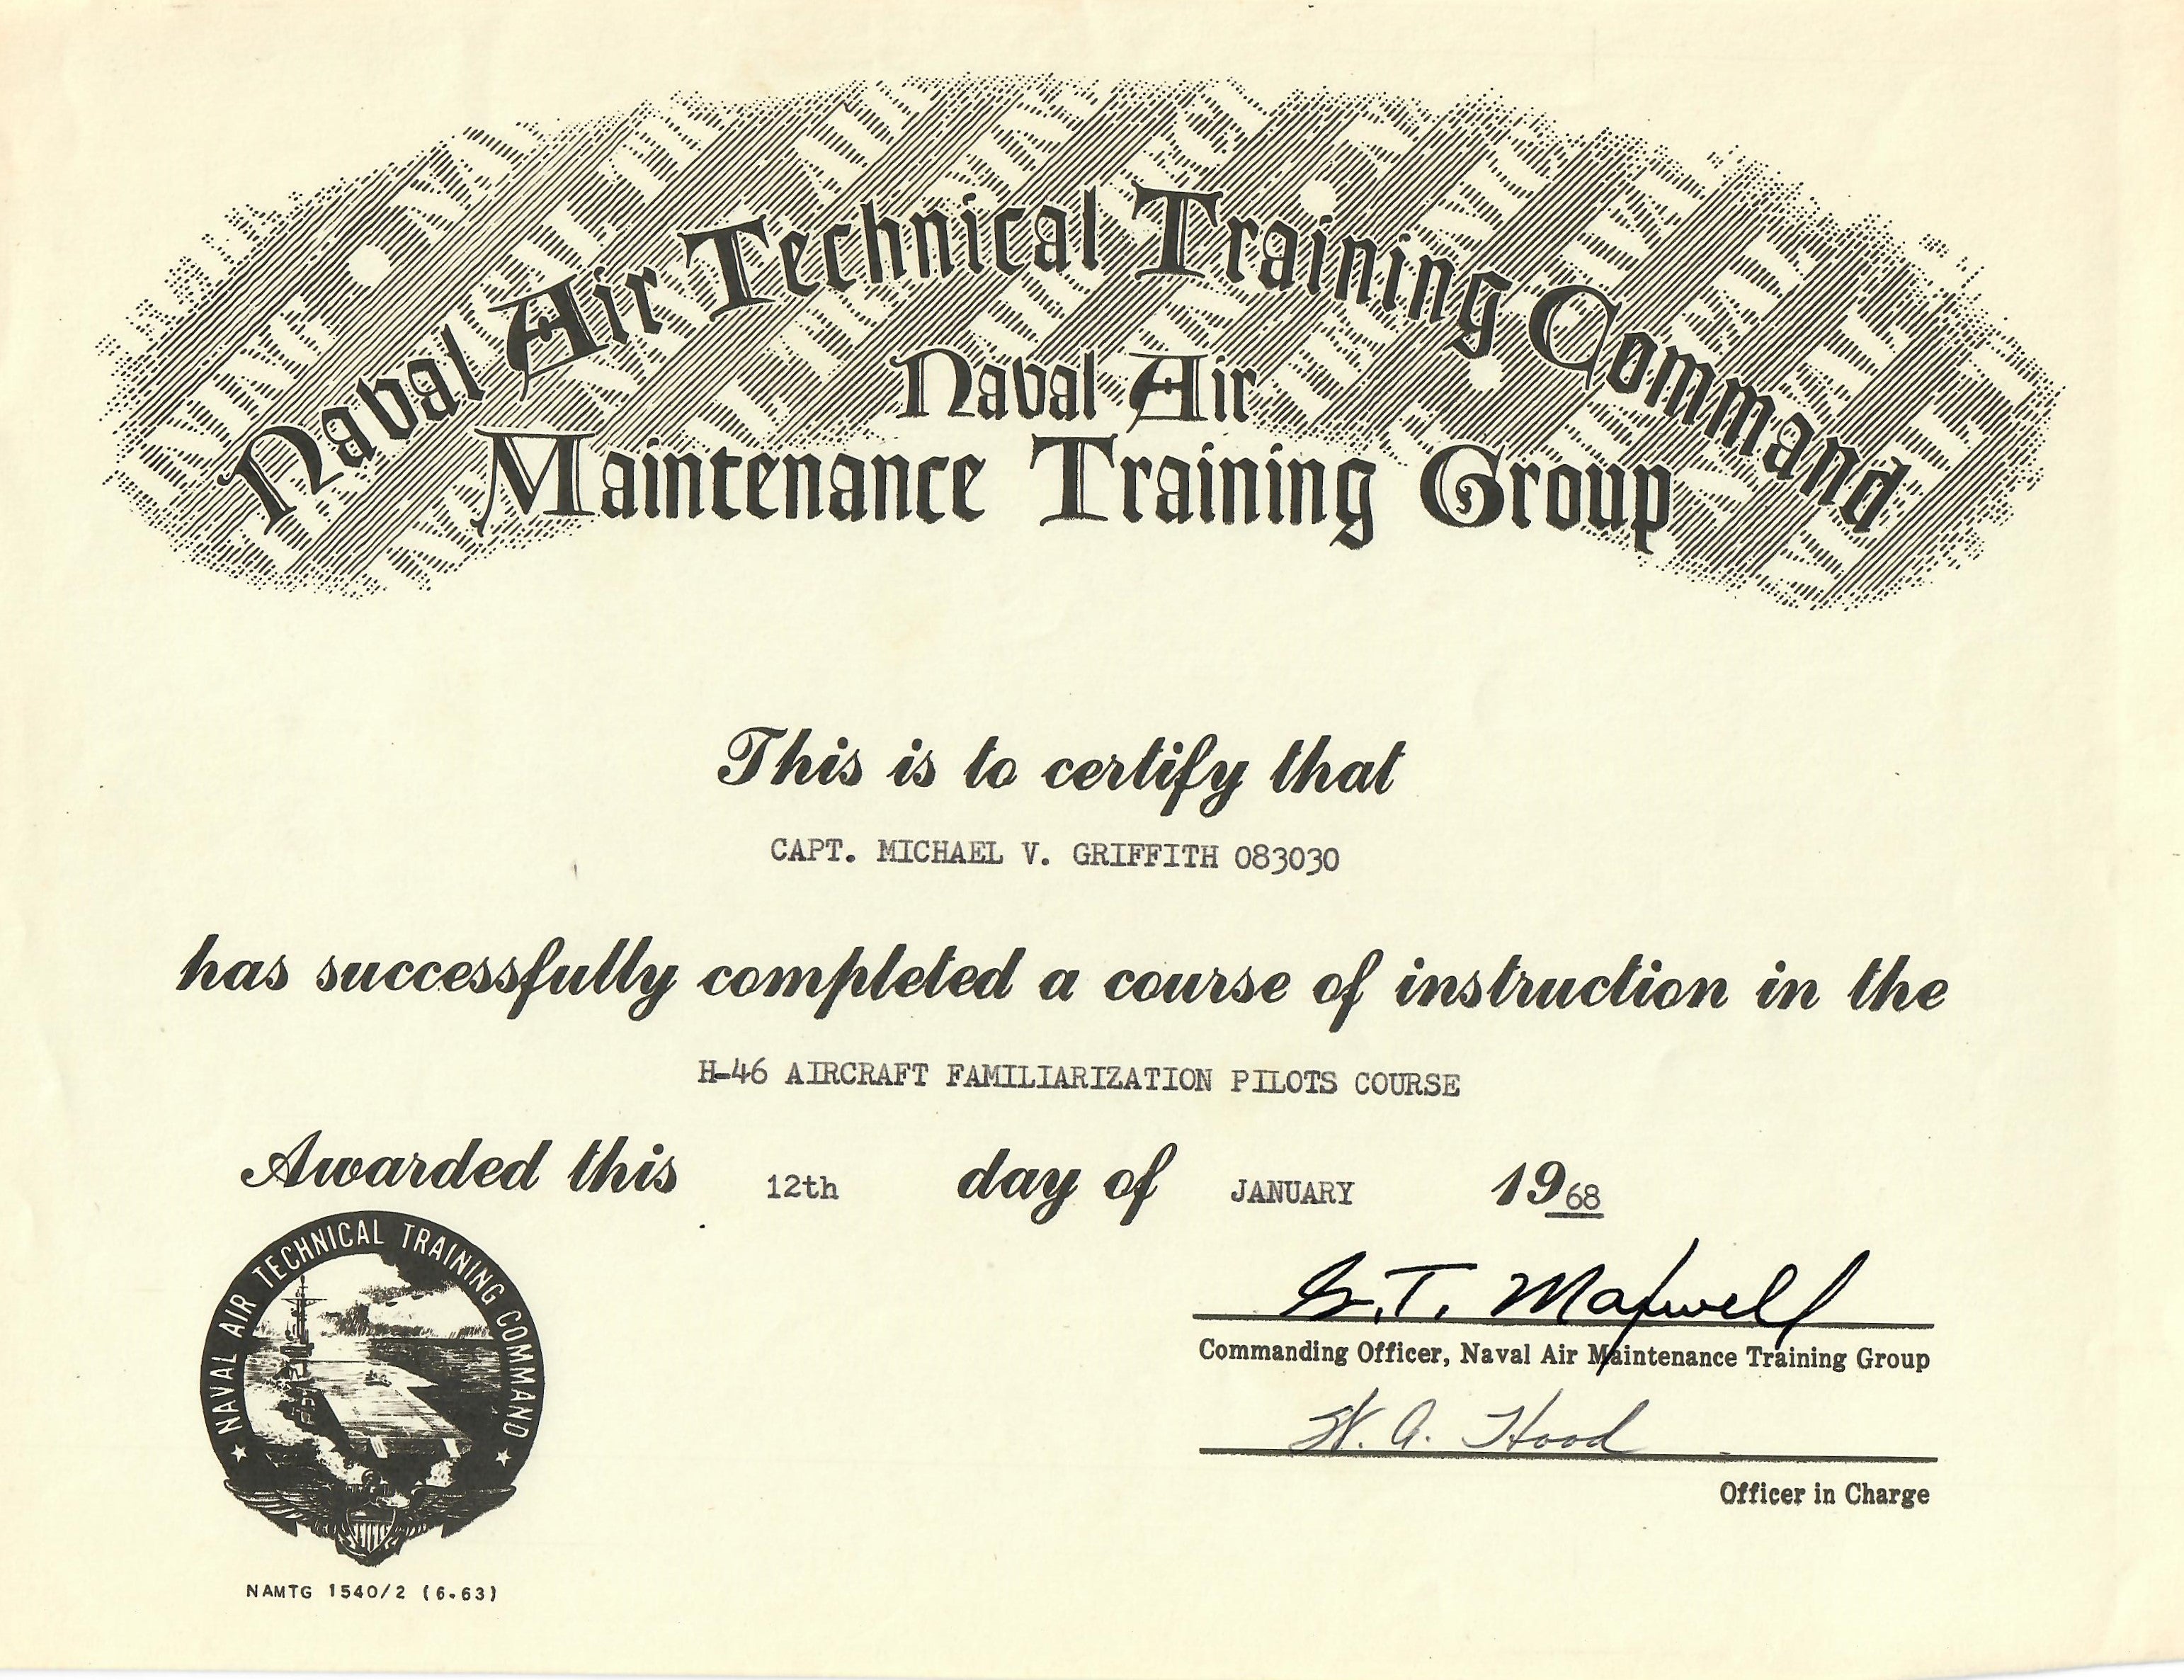 Naval Air Technical Training Command
Naval Air
Maintenance Training Group
This is to certify that
CAPT. MICHAEL V. GRIFFITH 083030
has successfully completed a course of instruction in the
H-46 AIRCRAFT FAMILIARIZATION PILOTS COURSE
Awarded this 12th day of JANUARY 1968
NAVAL AIR TECHNICAL TRAINING COMMAND
T. Maxwell
Commanding Officer, Naval Air Maintenance Training Group
A. Hood
Officer in Charge
NAMTG 1540/2 (6-63)